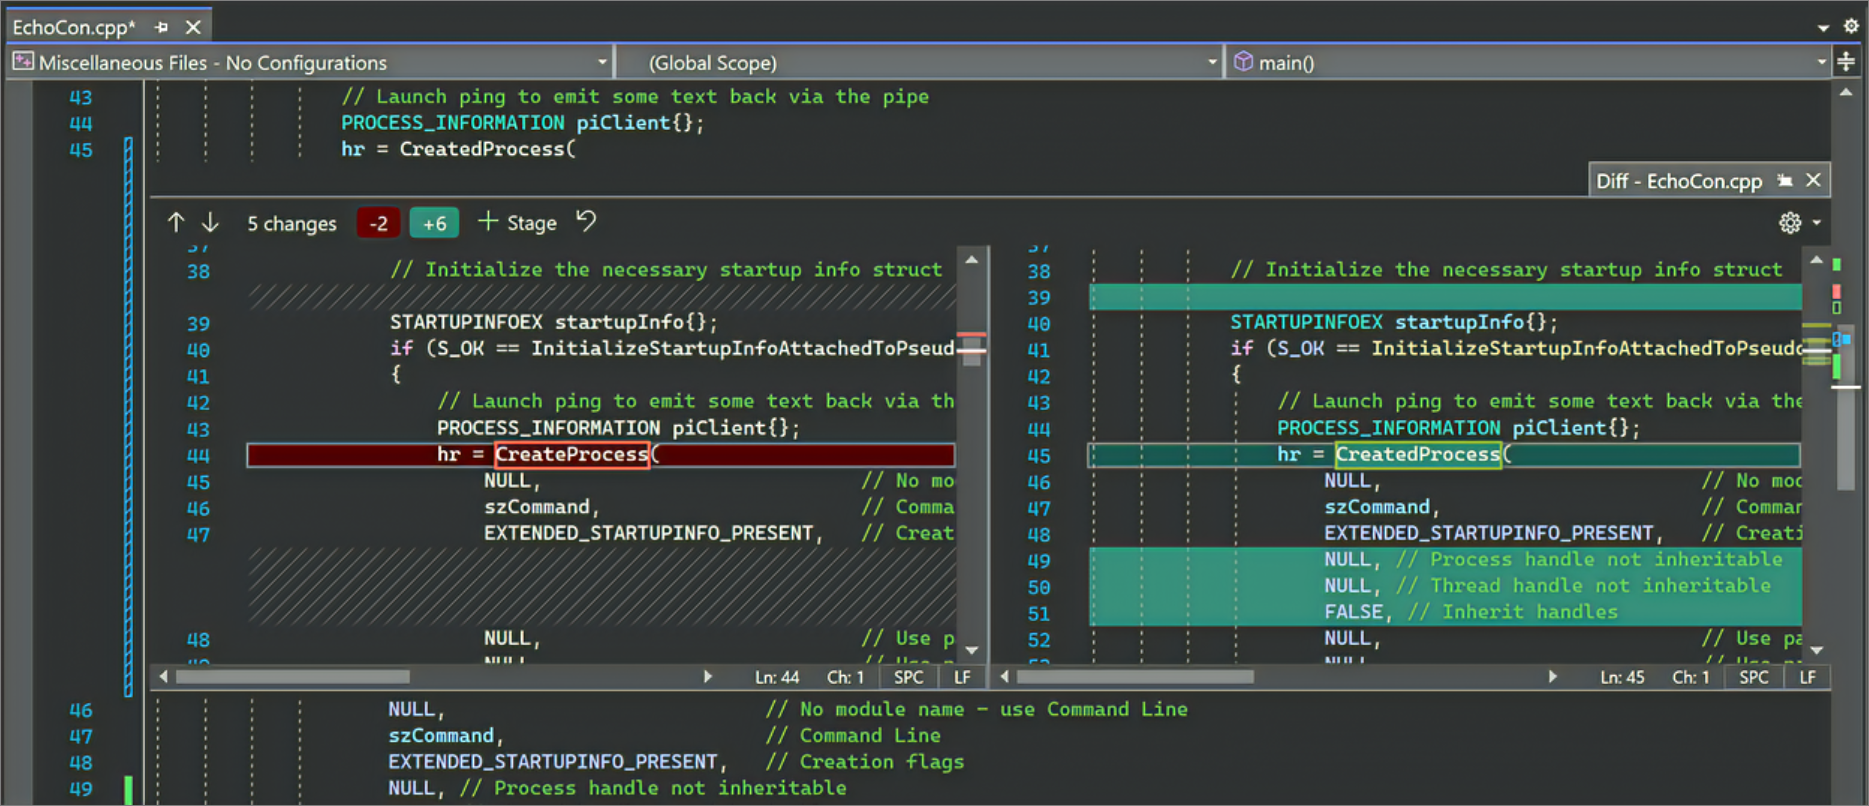 EchoCon.cpp*
Miscellaneous Files - No Configurations
(Global Scope)
main()
43 // Launch ping to emit some text back via the pipe
44 PROCESS_INFORMATION piClient{};
45 hr = CreatedProcess(
Diff - EchoCon.cpp
5 changes -2 +6 + Stage
37
38 // Initialize the necessary startup info struct
39 STARTUPINFOEX startupInfo{};
40 if (S_OK == InitializeStartupInfoAttachedToPseud
41 {
42 // Launch ping to emit some text back via th
43 PROCESS_INFORMATION piClient{};
44 hr = CreateProcess(
45 NULL, // No mo
46 szCommand, // Comma
47 EXTENDED_STARTUPINFO_PRESENT, // Creat
48 NULL, // Use p
Ln: 44 Ch: 1 SPC LF
37
38 // Initialize the necessary startup info struct
39
40 STARTUPINFOEX startupInfo{};
41 if (S_OK == InitializeStartupInfoAttachedToPseudo
42 {
43 // Launch ping to emit some text back via the
44 PROCESS_INFORMATION piClient{};
45 hr = CreatedProcess(
46 NULL, // No mod
47 szCommand, // Comman
48 EXTENDED_STARTUPINFO_PRESENT, // Creati
49 NULL, // Process handle not inheritable
50 NULL, // Thread handle not inheritable
51 FALSE, // Inherit handles
52 NULL, // Use pa
Ln: 45 Ch: 1 SPC LF
46 NULL, // No module name - use Command Line
47 szCommand, // Command Line
48 EXTENDED_STARTUPINFO_PRESENT, // Creation flags
49 NULL, // Process handle not inheritable